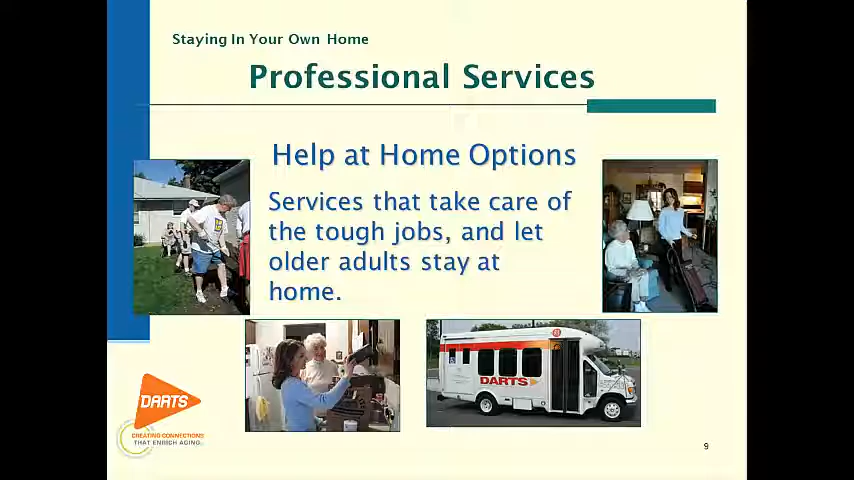 Staying In Your Own Home
Professional Services
Help at Home Options
Services that take care of
the tough jobs, and let
older adults stay at
home.
DARTS
DARTS
CREATING CONNECTIONS
THAT ENRICH AGING.
9